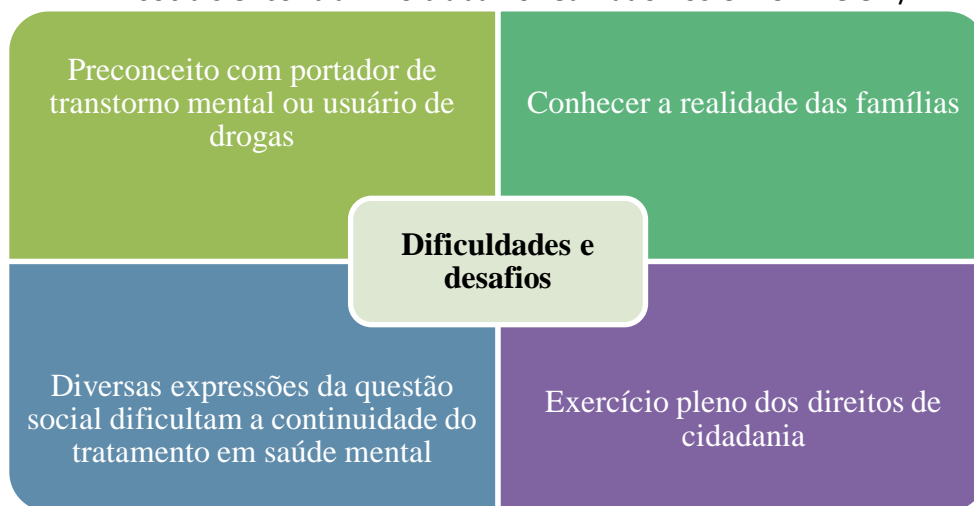 Preconceito com portador de
transtorno mental ou usuário de
drogas
Conhecer a realidade das famílias
Dificuldades e
desafios
Diversas expressões da questão
social dificultam a continuidade do
tratamento em saúde mental
Exercício pleno dos direitos de
cidadania